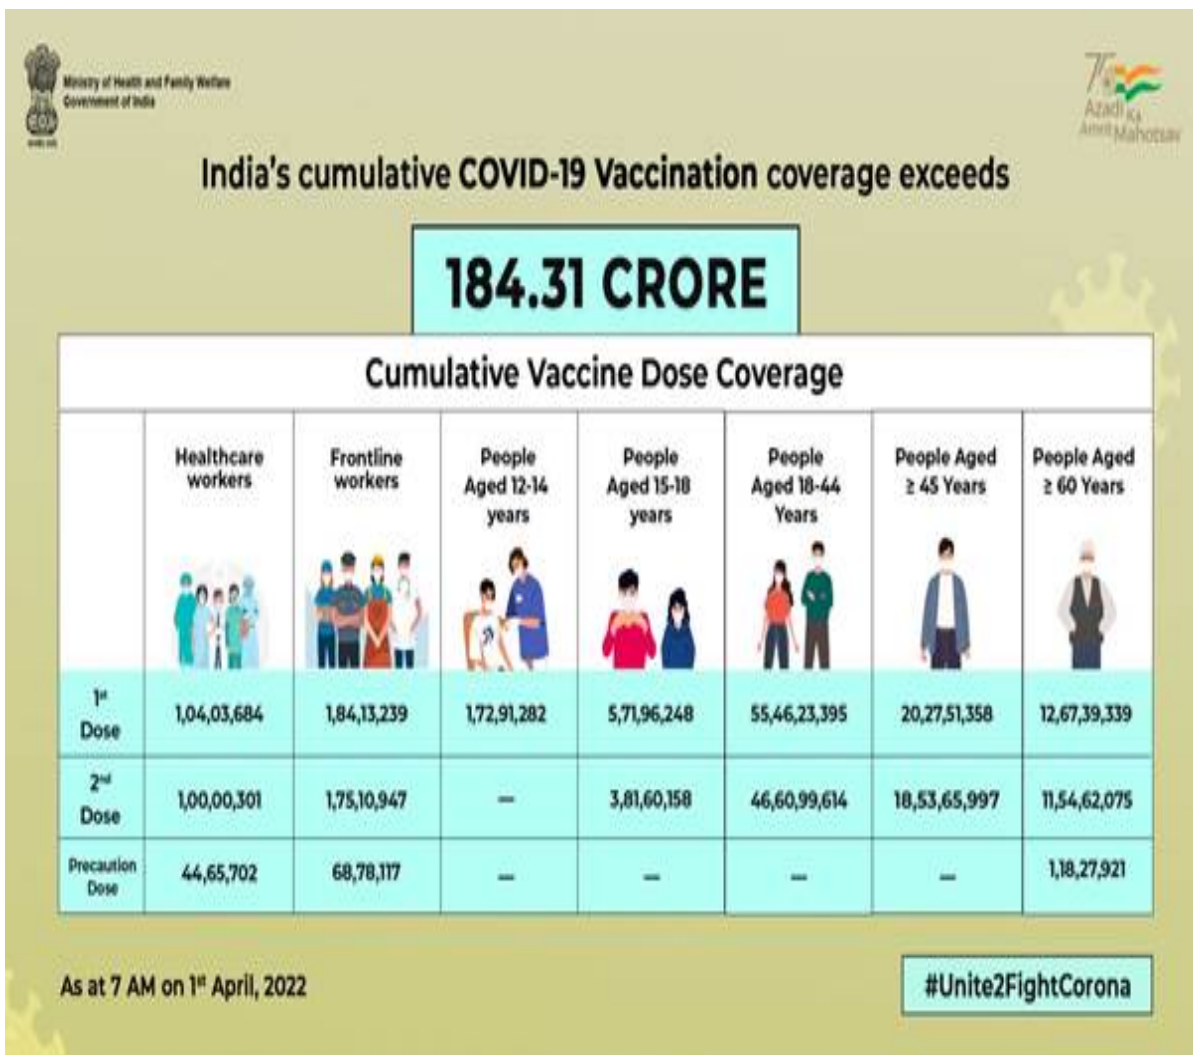 Ministry of Health and Family Welfare
Government of India
75
Azadi Ka
Amrit Mahotsav
India's cumulative COVID-19 Vaccination coverage exceeds
184.31 CRORE
Cumulative Vaccine Dose Coverage
Healthcare workers
Frontline workers
People Aged 12-14 years
People Aged 15-18 years
People Aged 18-44 Years
People Aged ≥ 45 Years
People Aged ≥ 60 Years
1st Dose 1,04,03,684 1,84,13,239 1,72,91,282 5,71,96,248 55,46,23,395 20,27,51,358 12,67,39,339
2nd Dose 1,00,00,301 1,75,10,947 — 3,81,60,158 46,60,99,614 18,53,65,997 11,54,62,075
Precaution Dose 44,65,702 68,78,117 — — — — 1,18,27,921
As at 7 AM on 1st April, 2022
#Unite2FightCorona